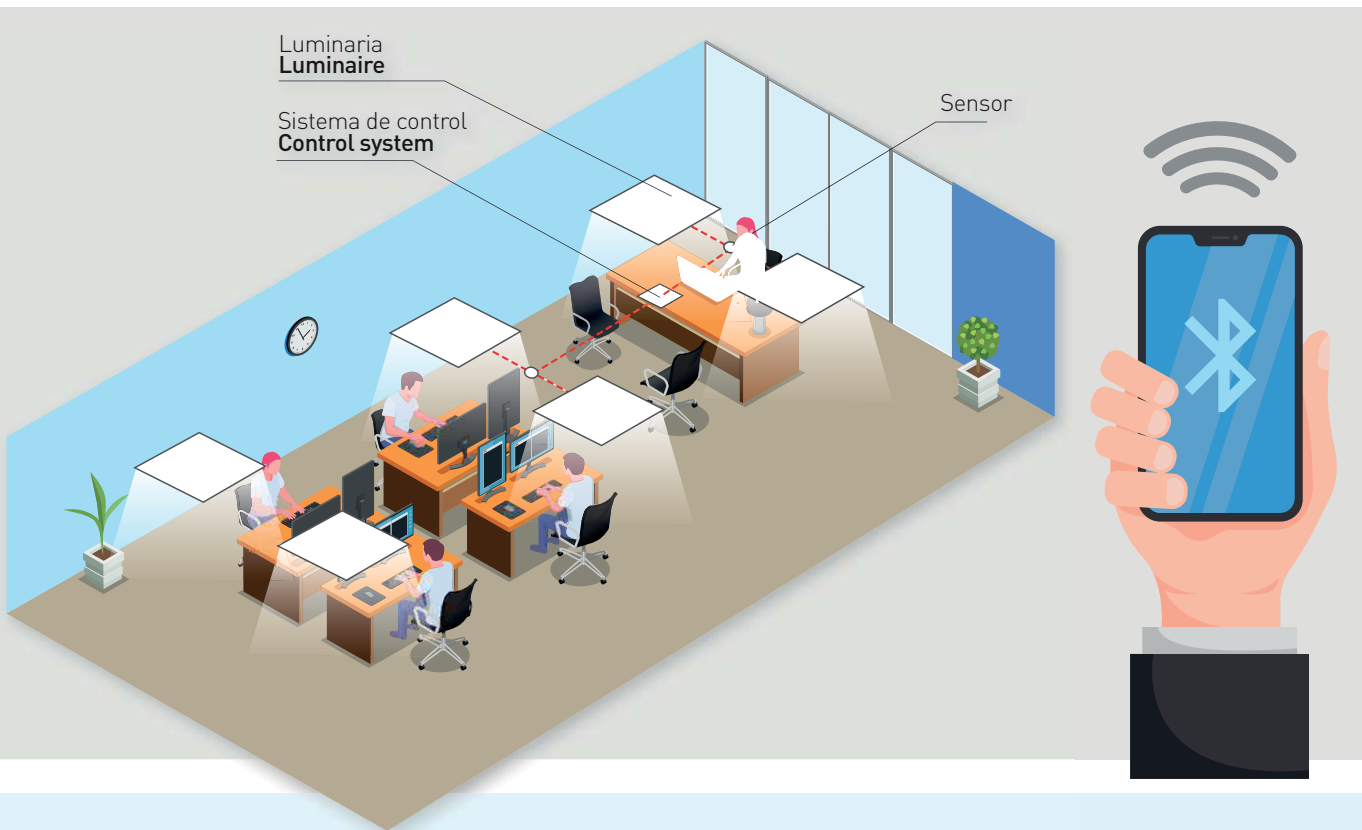 Luminaria
Luminaire
Sistema de control
Control system
Sensor